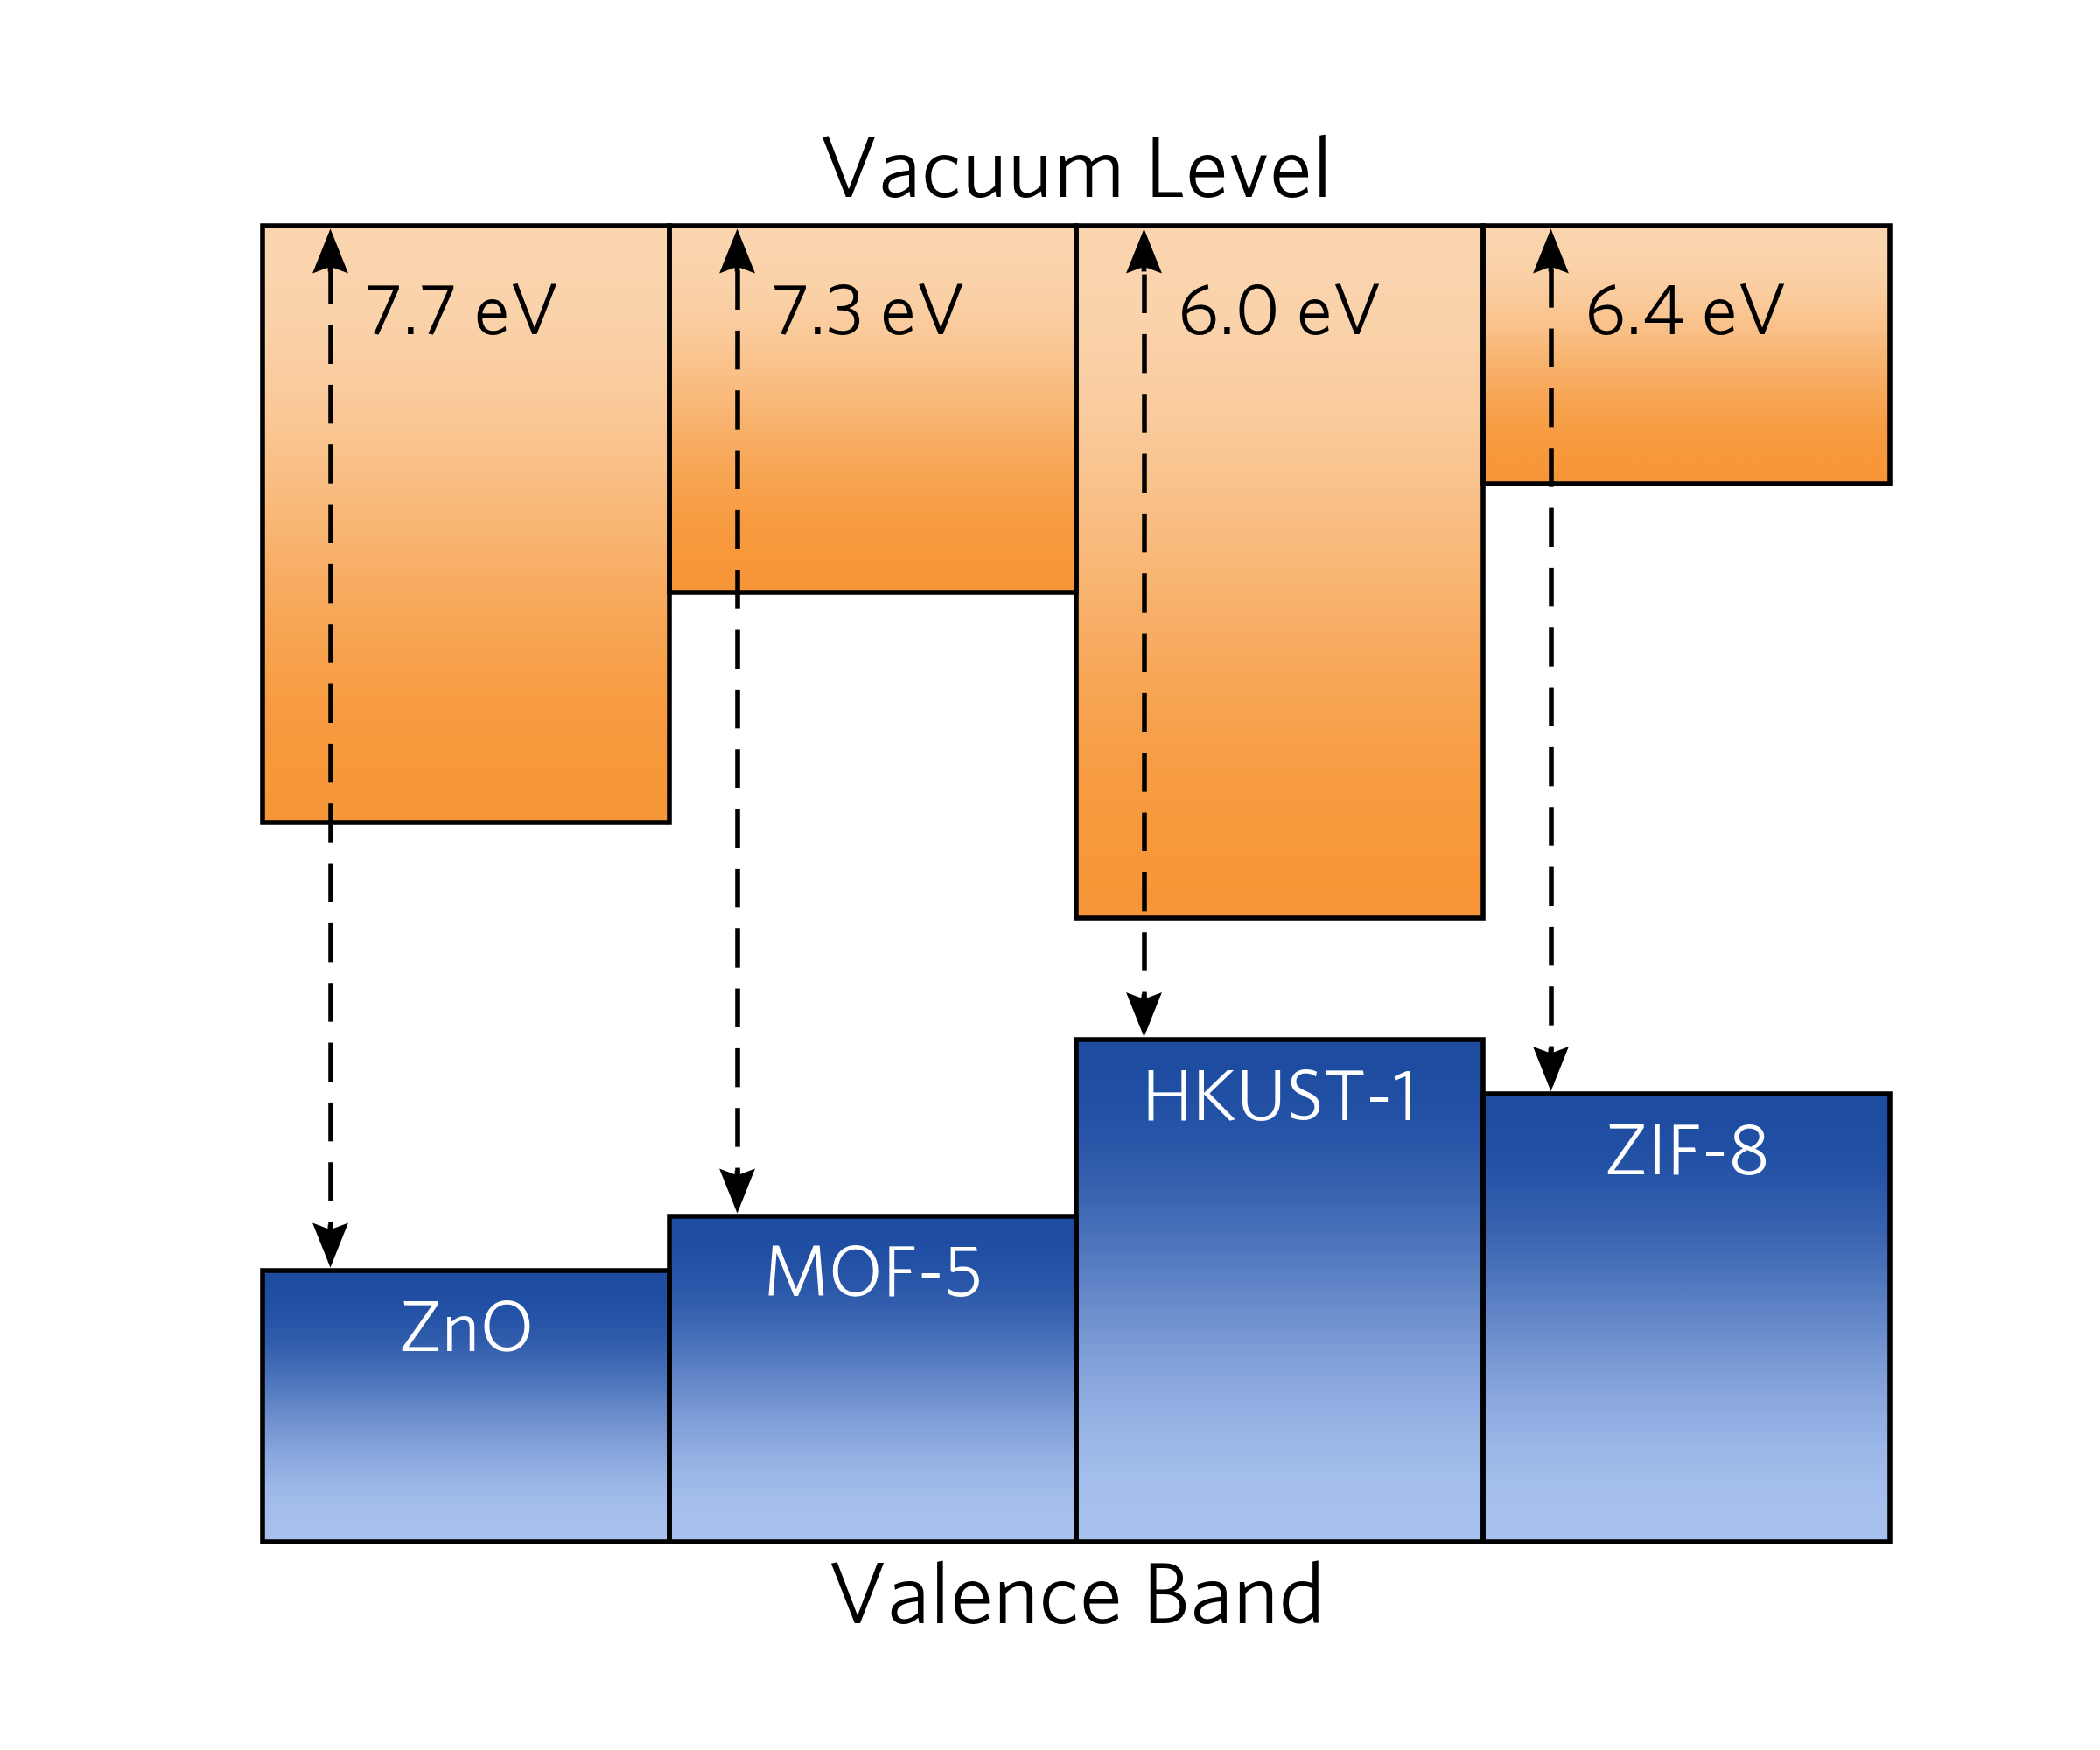 Vacuum Level
7.7 eV
7.3 eV
6.0 eV
6.4 eV
HKUST-1
ZIF-8
MOF-5
ZnO
Valence Band